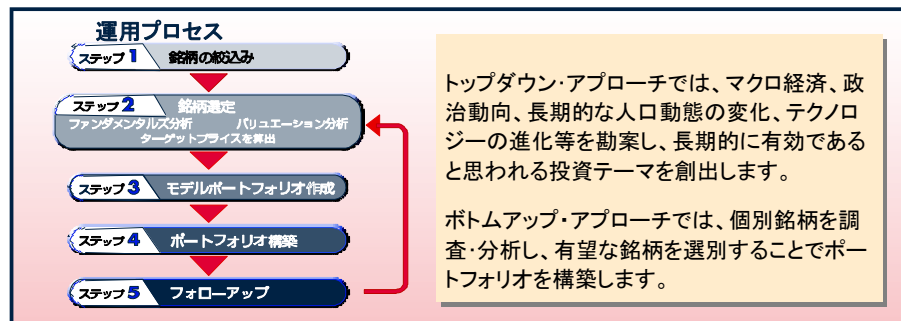 運用プロセス
ステップ1 銘柄の絞込み
ステップ2 銘柄選定
ファンダメンタルズ分析 バリュエーション分析
ターゲットプライスを算出
ステップ3 モデルポートフォリオ作成
ステップ4 ポートフォリオ構築
ステップ5 フォローアップ
トップダウン・アプローチでは、マクロ経済、政
治動向、長期的な人口動態の変化、テクノロ
ジーの進化等を勘案し、長期的に有効である
と思われる投資テーマを創出します。
ボトムアップ・アプローチでは、個別銘柄を調
査・分析し、有望な銘柄を選別することでポー
トフォリオを構築します。